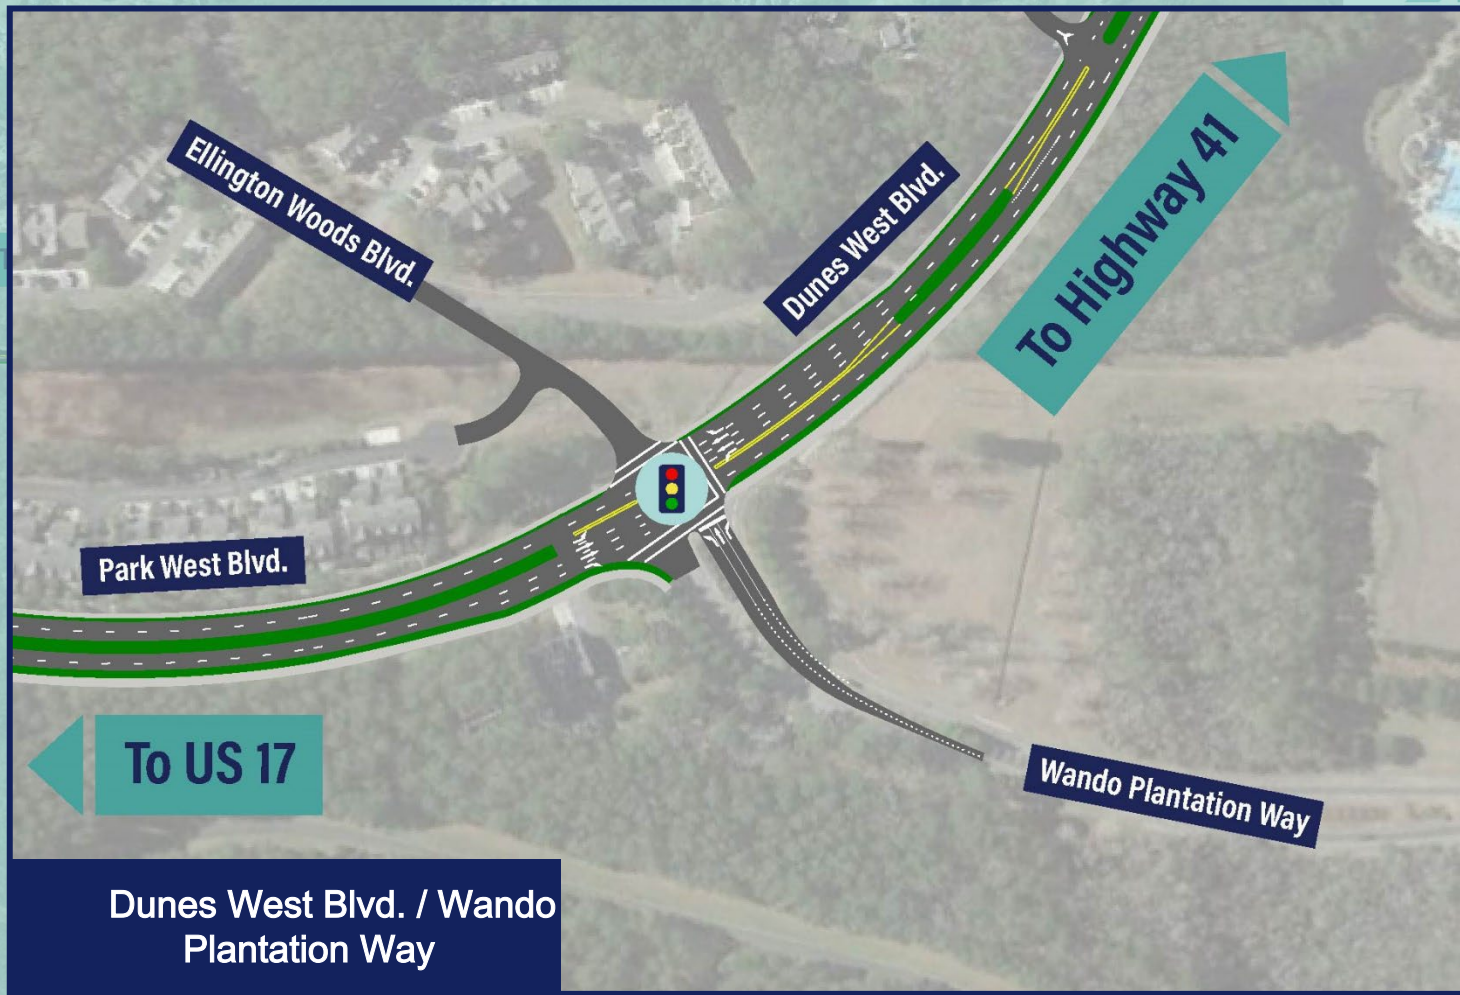 Ellington Woods Blvd.
Dunes West Blvd.
To Highway 41
Park West Blvd.
To US 17
Wando Plantation Way
Dunes West Blvd. / Wando
Plantation Way